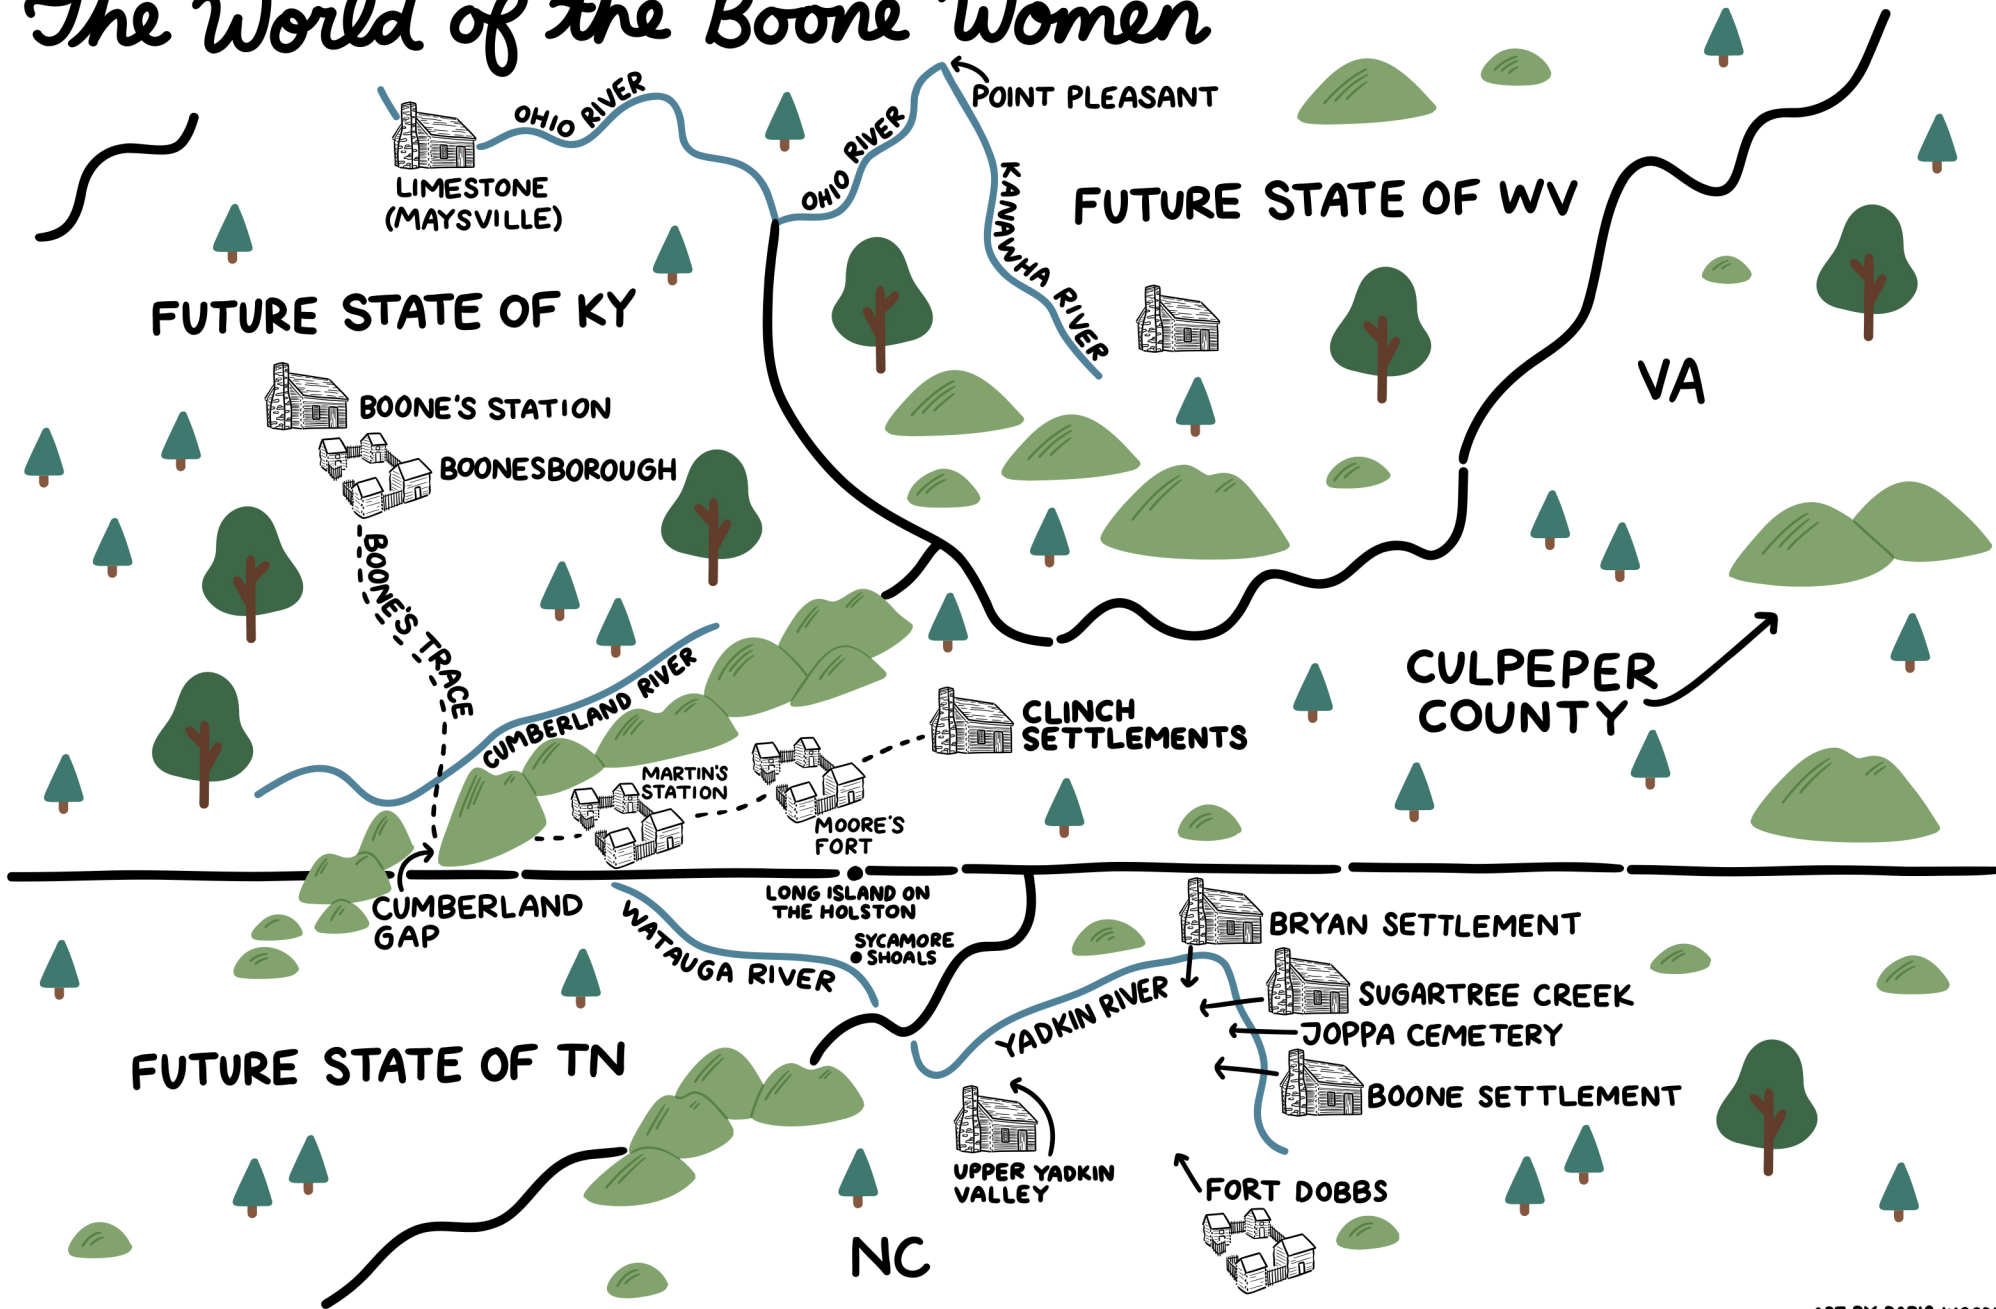 The World of the Boone Women
OHIO RIVER
POINT PLEASANT
OHIO RIVER
LIMESTONE
(MAYSVILLE)
KANAWHA RIVER
FUTURE STATE OF WV
FUTURE STATE OF KY
VA
BOONE'S STATION
BOONESBOROUGH
BOONE'S TRACE
CUMBERLAND RIVER
CULPEPER
COUNTY
CLINCH
SETTLEMENTS
MARTIN'S
STATION
MOORE'S
FORT
LONG ISLAND ON
THE HOLSTON
CUMBERLAND
GAP
WATAUGA RIVER
SYCAMORE
SHOALS
BRYAN SETTLEMENT
YADKIN RIVER
SUGARTREE CREEK
JOPPA CEMETERY
FUTURE STATE OF TN
BOONE SETTLEMENT
UPPER YADKIN
VALLEY
FORT DOBBS
NC